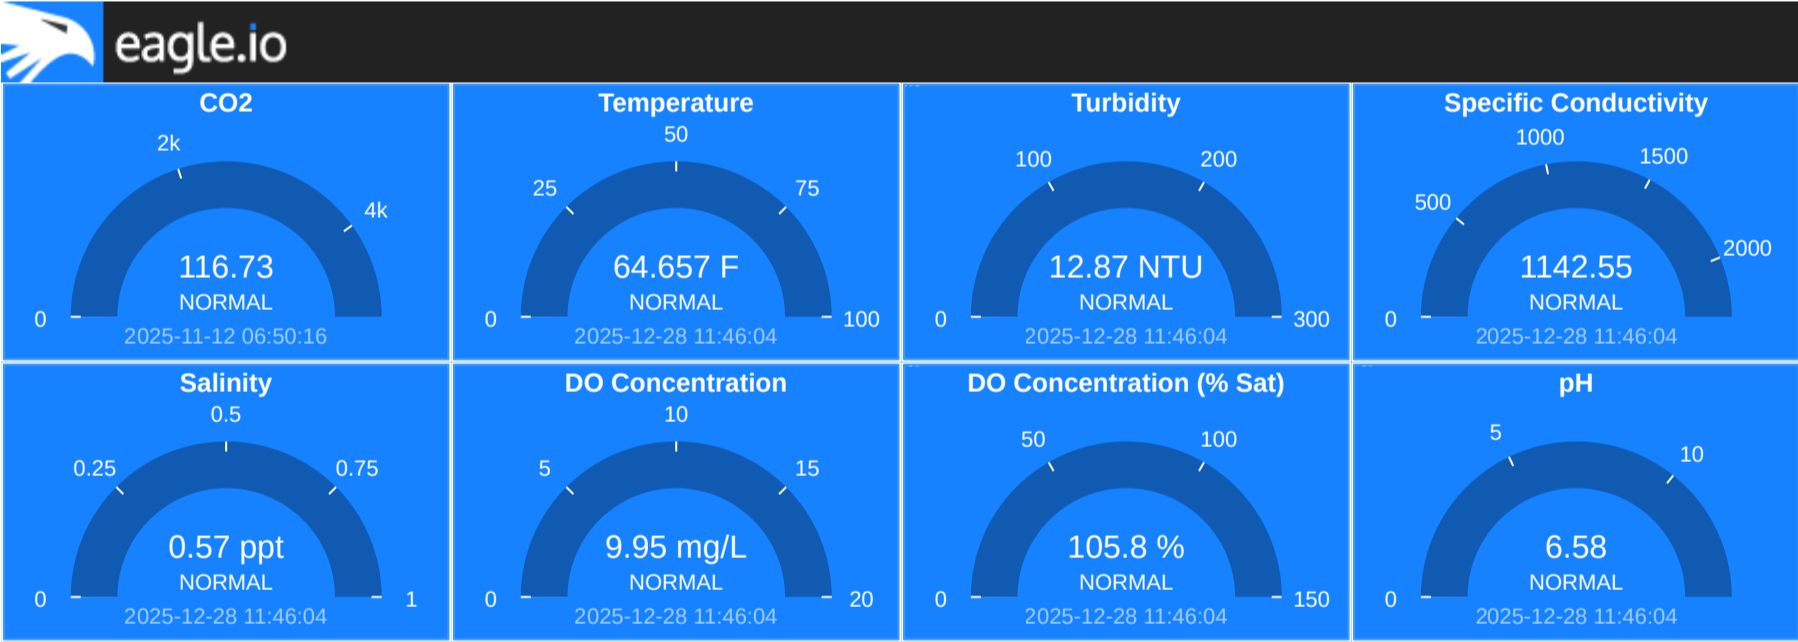 eagle.io
CO2
2k
4k
0
116.73
NORMAL
2025-11-12 06:50:16
Temperature
50
25
75
0
100
64.657 F
NORMAL
2025-12-28 11:46:04
Turbidity
100
200
0
300
12.87 NTU
NORMAL
2025-12-28 11:46:04
Specific Conductivity
1000
1500
500
2000
0
1142.55
NORMAL
2025-12-28 11:46:04
Salinity
0.5
0.25
0.75
0
1
0.57 ppt
NORMAL
2025-12-28 11:46:04
DO Concentration
10
5
15
0
20
9.95 mg/L
NORMAL
2025-12-28 11:46:04
DO Concentration (% Sat)
50
100
0
150
105.8 %
NORMAL
2025-12-28 11:46:04
pH
5
10
0
6.58
NORMAL
2025-12-28 11:46:04